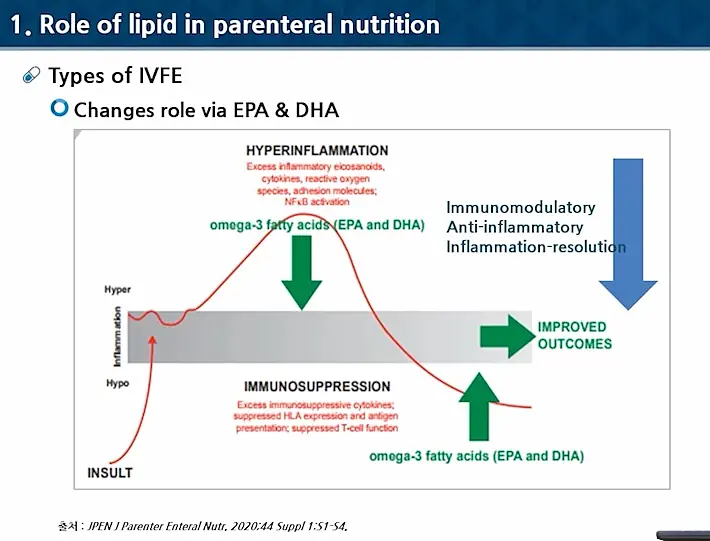 1. Role of lipid in parenteral nutrition
Types of IVFE
Changes role via EPA & DHA
HYPERINFLAMMATION
Excess inflammatory eicosanoids,
cytokines, reactive oxygen
species, adhesion molecules;
NFκB activation
omega-3 fatty acids (EPA and DHA)
Immunomodulatory
Anti-inflammatory
Inflammation-resolution
Hyper
Inflammation
Hypo
IMPROVED
OUTCOMES
IMMUNOSUPPRESSION
Excess immunosuppressive cytokines;
suppressed HLA expression and antigen
presentation; suppressed T-cell function
omega-3 fatty acids (EPA and DHA)
INSULT
출처 : JPEN J Parenter Enteral Nutr. 2020;44 Suppl 1:S1-S4.